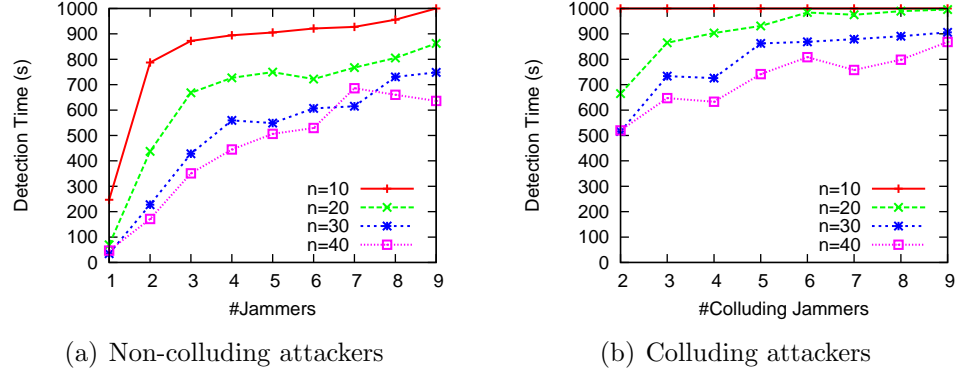 1000
900
800
700
600
500
400
300
200
100
0
Detection Time (s)
1 2 3 4 5 6 7 8 9
#Jammers
n=10
n=20
n=30
n=40
(a) Non-colluding attackers
1000
900
800
700
600
500
400
300
200
100
0
Detection Time (s)
2 3 4 5 6 7 8 9
#Colluding Jammers
n=10
n=20
n=30
n=40
(b) Colluding attackers